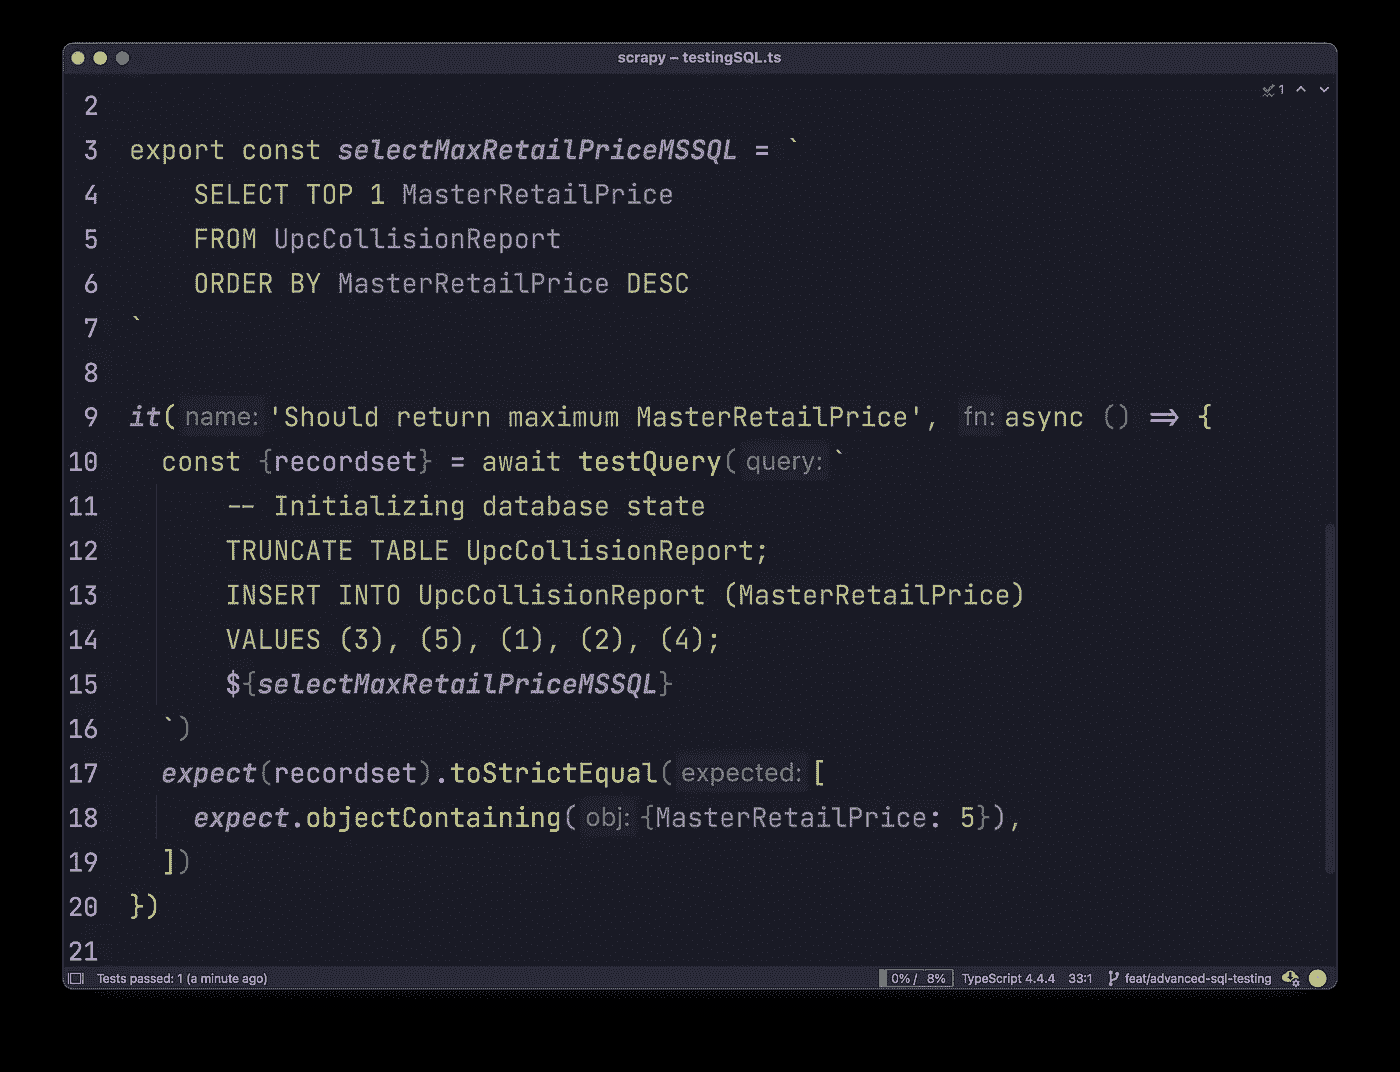 scrapy – testingSQL.ts
1
2
3 export const selectMaxRetailPriceMSSQL = `
4 SELECT TOP 1 MasterRetailPrice
5 FROM UpcCollisionReport
6 ORDER BY MasterRetailPrice DESC
7 `
8
9 it( name: 'Should return maximum MasterRetailPrice', fn: async () => {
10 const {recordset} = await testQuery( query: `
11 -- Initializing database state
12 TRUNCATE TABLE UpcCollisionReport;
13 INSERT INTO UpcCollisionReport (MasterRetailPrice)
14 VALUES (3), (5), (1), (2), (4);
15 ${selectMaxRetailPriceMSSQL}
16 `)
17 expect(recordset).toStrictEqual( expected: [
18 expect.objectContaining( obj: {MasterRetailPrice: 5}),
19 ])
20 })
21
Tests passed: 1 (a minute ago) 0% / 8% TypeScript 4.4.4 33:1 feat/advanced-sql-testing